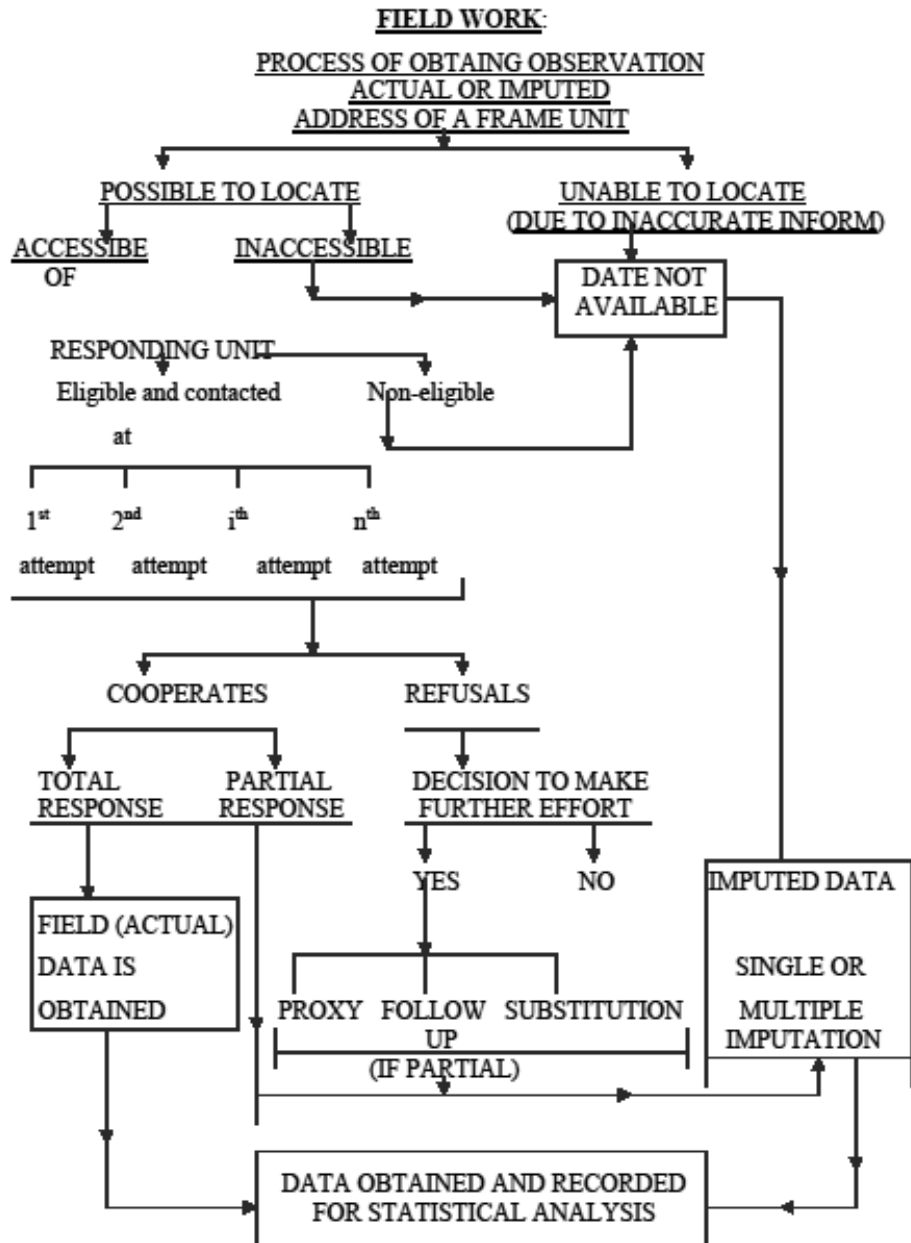 FIELD WORK:
PROCESS OF OBTAING OBSERVATION
ACTUAL OR IMPUTED
ADDRESS OF A FRAME UNIT
POSSIBLE TO LOCATE
UNABLE TO LOCATE
(DUE TO INACCURATE INFORM)
ACCESSIBE
OF
INACCESSIBLE
DATE NOT
AVAILABLE
RESPONDING UNIT
Eligible and contacted
at
Non-eligible
1st 2nd ith nth
attempt attempt attempt attempt
COOPERATES
REFUSALS
TOTAL
RESPONSE
PARTIAL
RESPONSE
DECISION TO MAKE
FURTHER EFFORT
YES
NO
IMPUTED DATA
SINGLE OR
MULTIPLE
IMPUTATION
FIELD (ACTUAL)
DATA IS
OBTAINED
PROXY
FOLLOW
UP
SUBSTITUTION
(IF PARTIAL)
DATA OBTAINED AND RECORDED
FOR STATISTICAL ANALYSIS